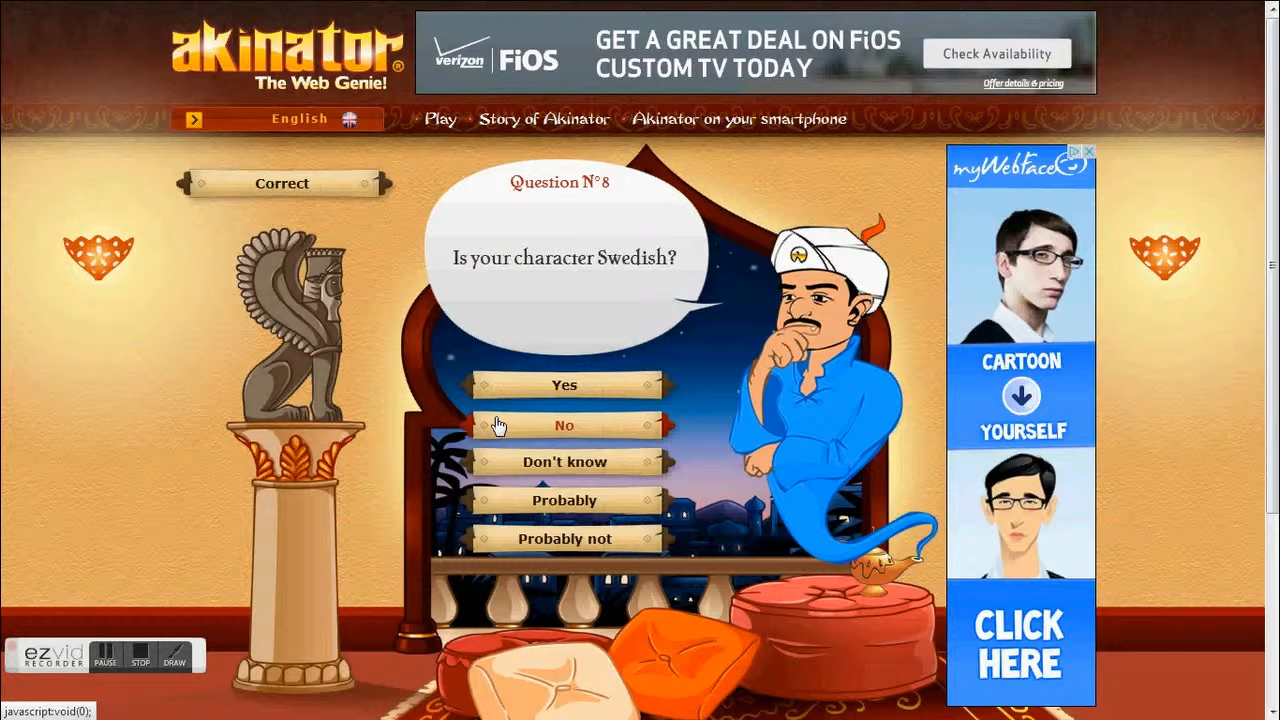 akinator®
The Web Genie!
verizon FiOS
GET A GREAT DEAL ON FiOS
CUSTOM TV TODAY
Check Availability
Offer details & pricing
English
Play · Story of Akinator · Akinator on your smartphone
Correct
Question N°8
Is your character Swedish?
Yes
No
Don't know
Probably
Probably not
myWebFace
CARTOON
YOURSELF
CLICK
HERE
ezvid
RECORDER
PAUSE STOP DRAW
javascript:void(0);